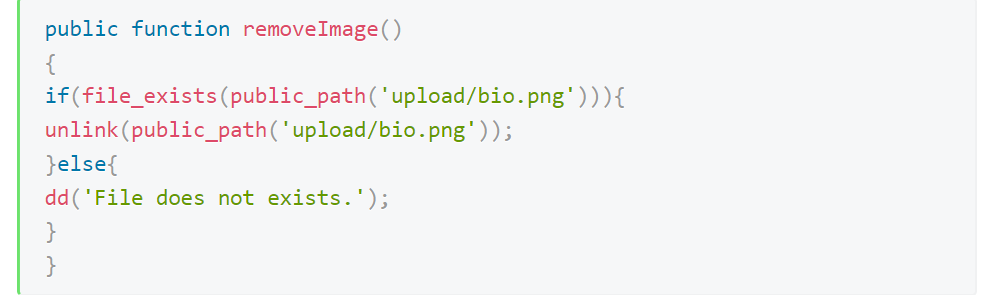 public function removeImage()
{
if(file_exists(public_path('upload/bio.png'))){
unlink(public_path('upload/bio.png'));
}else{
dd('File does not exists.');
}
}